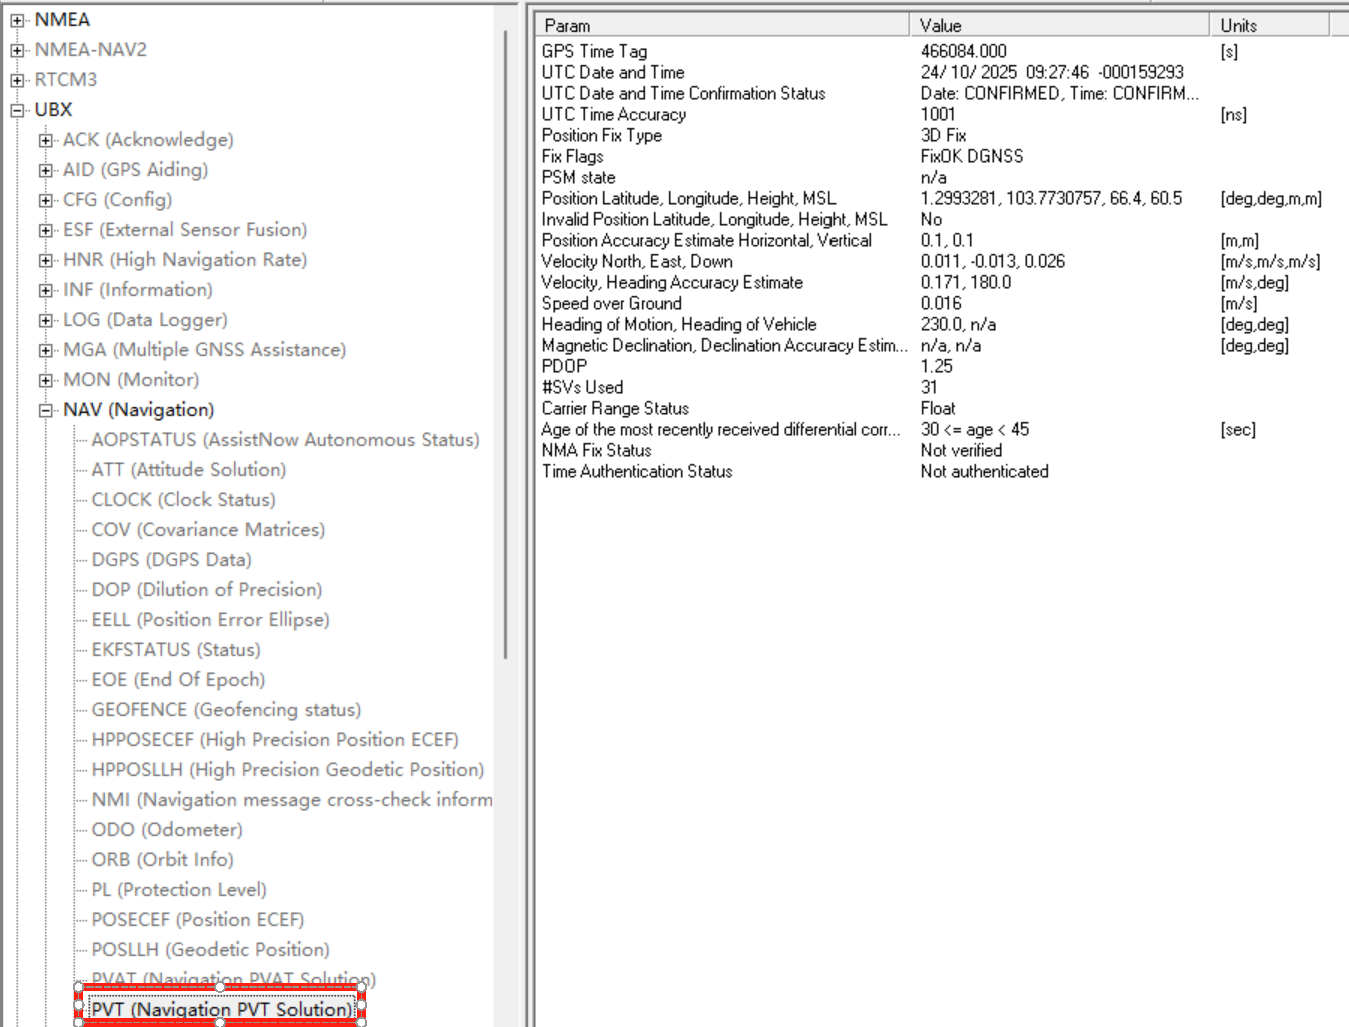 NMEA
NMEA-NAV2
RTCM3
UBX
ACK (Acknowledge)
AID (GPS Aiding)
CFG (Config)
ESF (External Sensor Fusion)
HNR (High Navigation Rate)
INF (Information)
LOG (Data Logger)
MGA (Multiple GNSS Assistance)
MON (Monitor)
NAV (Navigation)
AOPSTATUS (AssistNow Autonomous Status)
ATT (Attitude Solution)
CLOCK (Clock Status)
COV (Covariance Matrices)
DGPS (DGPS Data)
DOP (Dilution of Precision)
EELL (Position Error Ellipse)
EKFSTATUS (Status)
EOE (End Of Epoch)
GEOFENCE (Geofencing status)
HPPOSECEF (High Precision Position ECEF)
HPPOSLLH (High Precision Geodetic Position)
NMI (Navigation message cross-check inform
ODO (Odometer)
ORB (Orbit Info)
PL (Protection Level)
POSECEF (Position ECEF)
POSLLH (Geodetic Position)
PVAT (Navigation PVAT Solution)
PVT (Navigation PVT Solution)
Param Value Units
GPS Time Tag 466084.000 [s]
UTC Date and Time 24/ 10/ 2025 09:27:46 -000159293
UTC Date and Time Confirmation Status Date: CONFIRMED, Time: CONFIRM...
UTC Time Accuracy 1001 [ns]
Position Fix Type 3D Fix
Fix Flags FixOK DGNSS
PSM state n/a
Position Latitude, Longitude, Height, MSL 1.2993281, 103.7730757, 66.4, 60.5 [deg,deg,m,m]
Invalid Position Latitude, Longitude, Height, MSL No
Position Accuracy Estimate Horizontal, Vertical 0.1, 0.1 [m,m]
Velocity North, East, Down 0.011, -0.013, 0.026 [m/s,m/s,m/s]
Velocity, Heading Accuracy Estimate 0.171, 180.0 [m/s,deg]
Speed over Ground 0.016 [m/s]
Heading of Motion, Heading of Vehicle 230.0, n/a [deg,deg]
Magnetic Declination, Declination Accuracy Estim... n/a, n/a [deg,deg]
PDOP 1.25
#SVs Used 31
Carrier Range Status Float
Age of the most recently received differential corr... 30 <= age < 45 [sec]
NMA Fix Status Not verified
Time Authentication Status Not authenticated